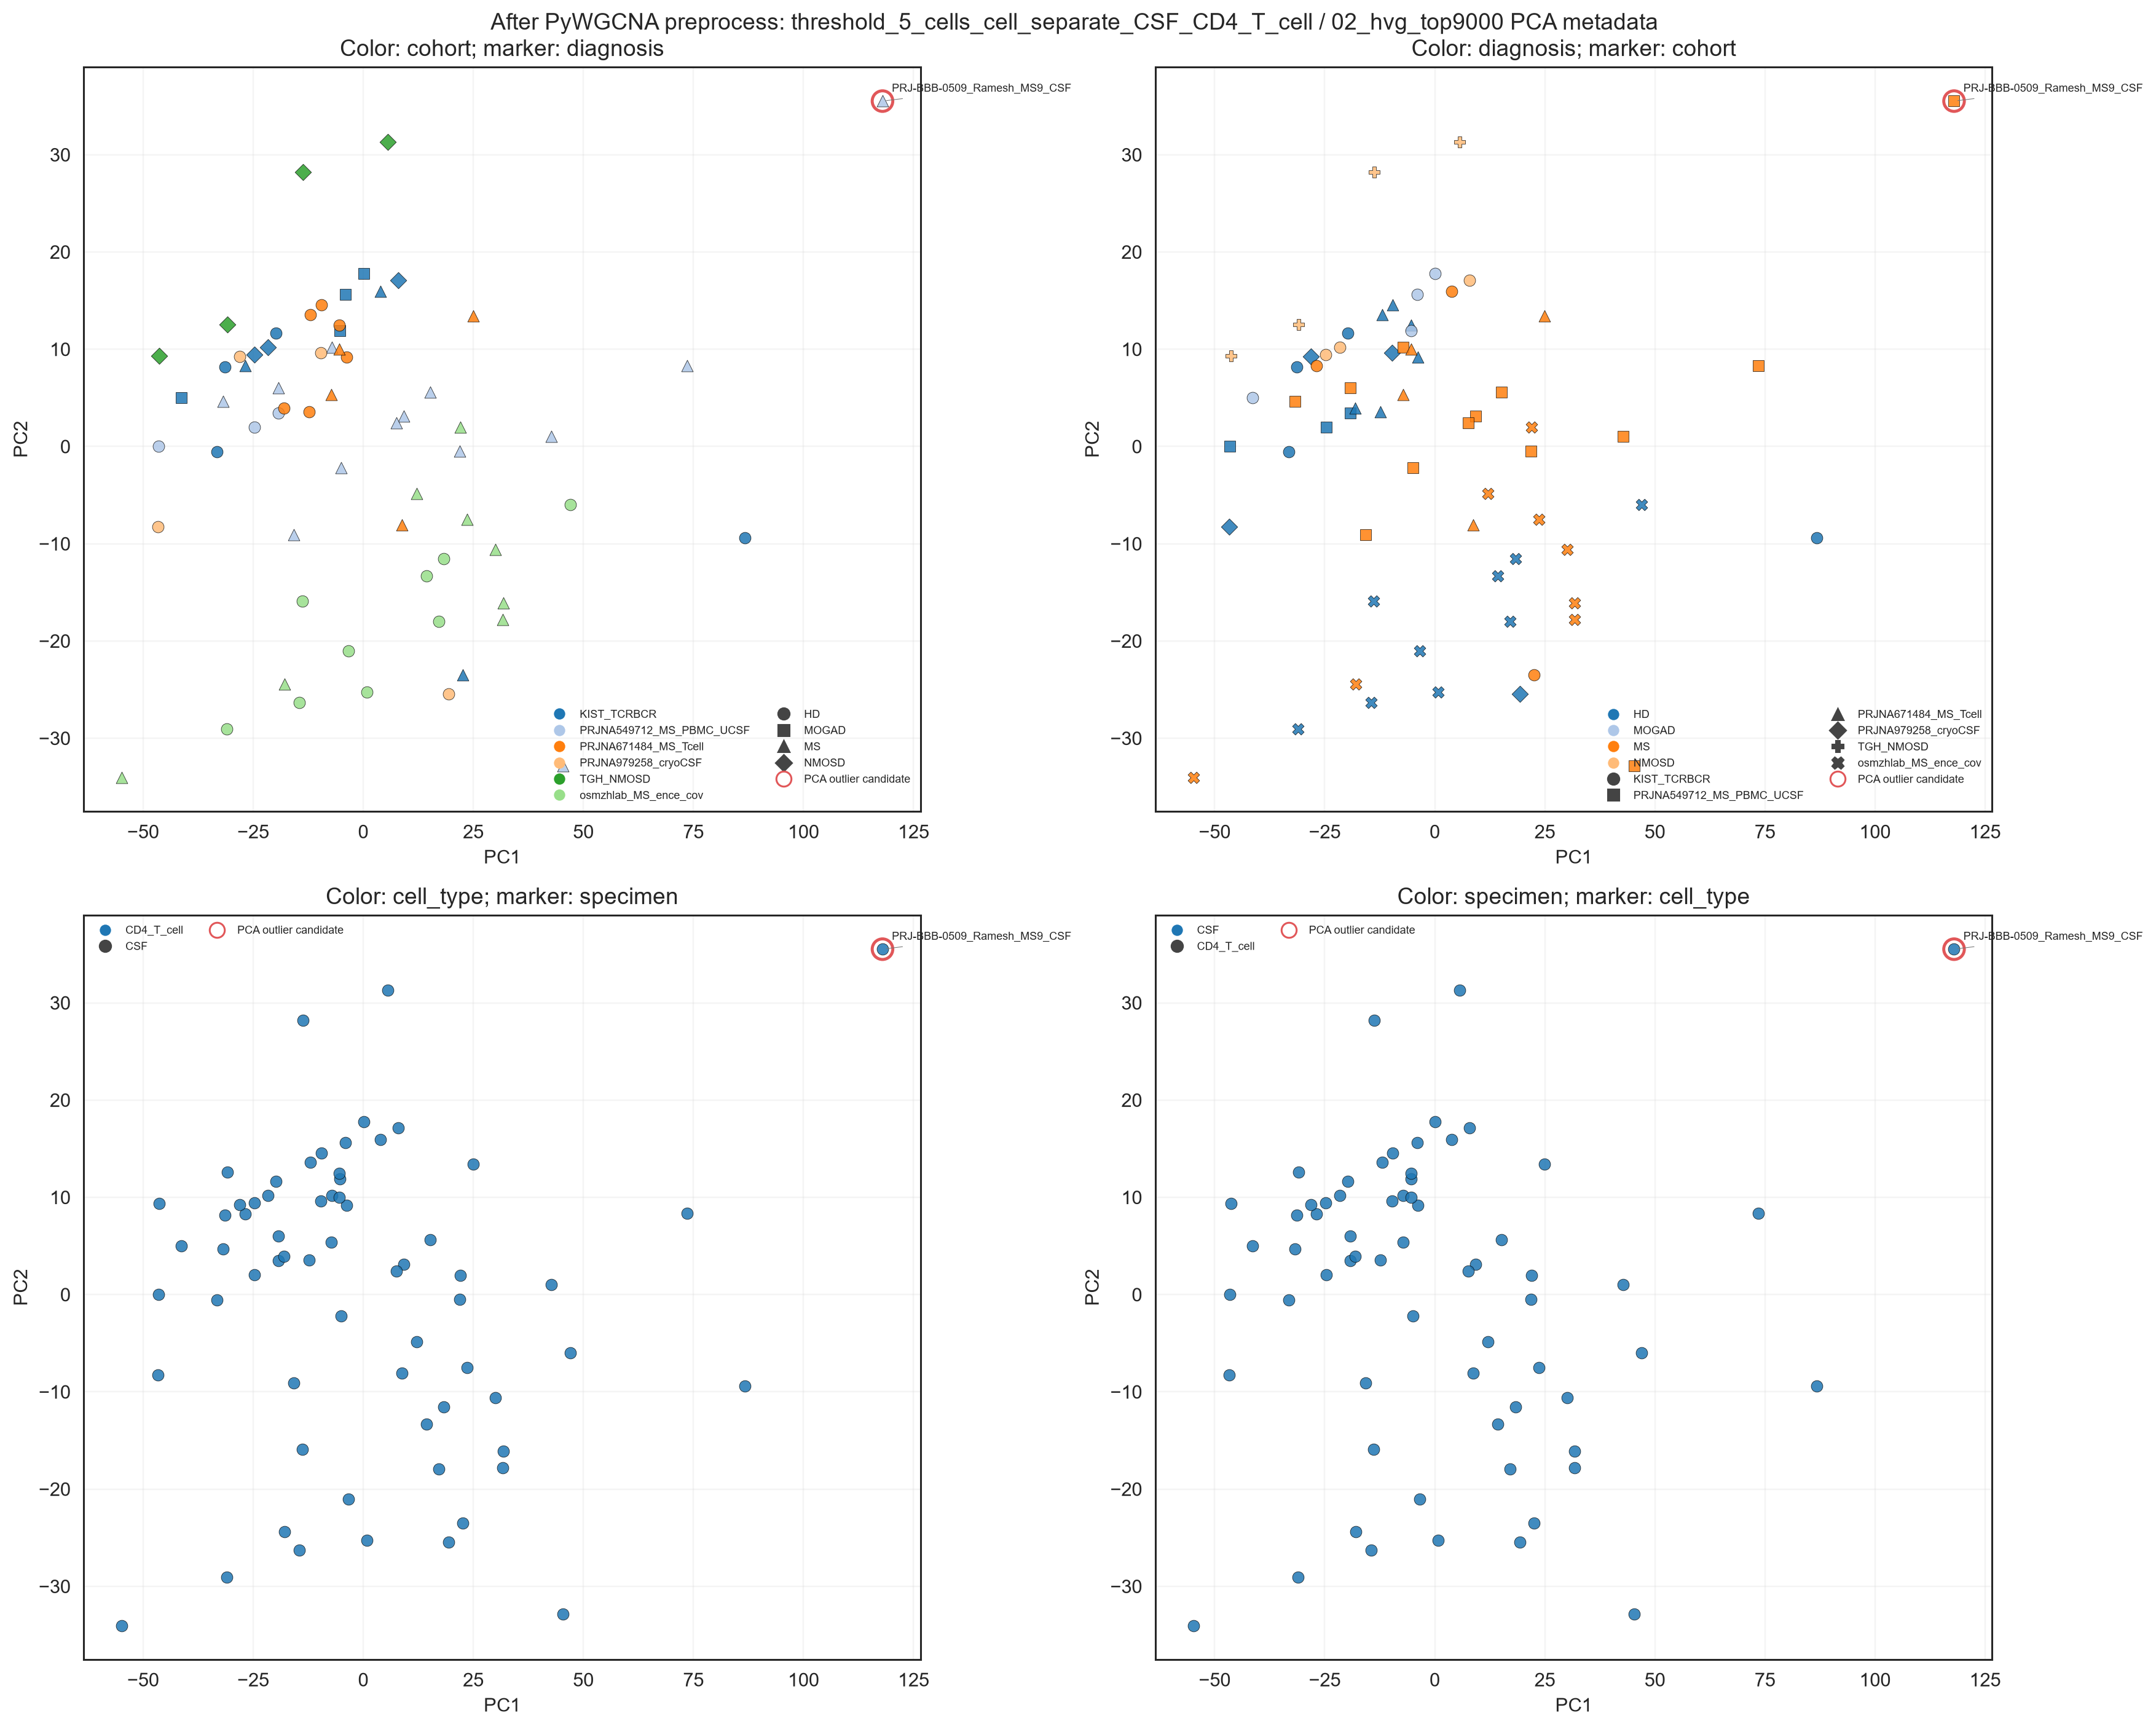 After PyWGCNA preprocess: threshold_5_cells_cell_separate_CSF_CD4_T_cell / 02_hvg_top9000 PCA metadata
Color: cohort; marker: diagnosis
PRJ-BBB-0509_Ramesh_MS9_CSF
30
20
10
0
−10
−20
−30
PC2
KIST_TCRBCR
PRJNA549712_MS_PBMC_UCSF
PRJNA671484_MS_Tcell
PRJNA979258_cryoCSF
TGH_NMOSD
osmzhlab_MS_ence_cov
HD
MOGAD
MS
NMOSD
PCA outlier candidate
−50
−25
0
25
50
75
100
125
PC1
Color: diagnosis; marker: cohort
PRJ-BBB-0509_Ramesh_MS9_CSF
30
20
10
0
−10
−20
−30
PC2
HD
MOGAD
MS
NMOSD
KIST_TCRBCR
PRJNA549712_MS_PBMC_UCSF
PRJNA671484_MS_Tcell
PRJNA979258_cryoCSF
TGH_NMOSD
osmzhlab_MS_ence_cov
PCA outlier candidate
−50
−25
0
25
50
75
100
125
PC1
Color: cell_type; marker: specimen
CD4_T_cell
CSF
PCA outlier candidate
PRJ-BBB-0509_Ramesh_MS9_CSF
30
20
10
0
−10
−20
−30
PC2
−50
−25
0
25
50
75
100
125
PC1
Color: specimen; marker: cell_type
CSF
CD4_T_cell
PCA outlier candidate
PRJ-BBB-0509_Ramesh_MS9_CSF
30
20
10
0
−10
−20
−30
PC2
−50
−25
0
25
50
75
100
125
PC1